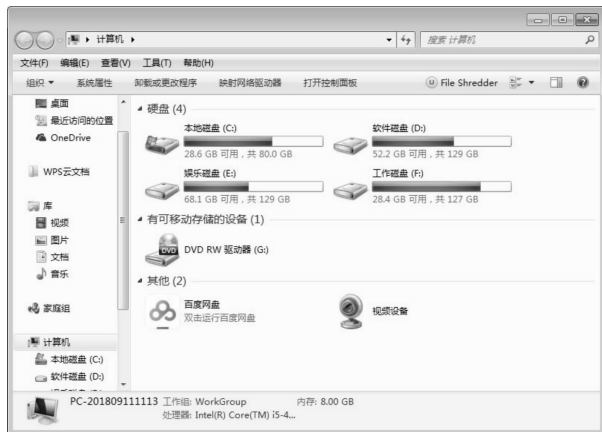 计算机
搜索 计算机
文件(F) 编辑(E) 查看(V) 工具(T) 帮助(H)
组织 系统属性 卸载或更改程序 映射网络驱动器 打开控制面板 File Shredder
桌面
最近访问的位置
OneDrive
WPS云文档
库
视频
图片
文档
音乐
家庭组
计算机
本地磁盘 (C:)
软件磁盘 (D:)
硬盘 (4)
本地磁盘 (C:)
28.6 GB 可用，共 80.0 GB
软件磁盘 (D:)
52.2 GB 可用，共 129 GB
娱乐磁盘 (E:)
68.1 GB 可用，共 129 GB
工作磁盘 (F:)
28.4 GB 可用，共 127 GB
有可移动存储的设备 (1)
DVD
DVD RW 驱动器 (G:)
其他 (2)
百度网盘
双击运行百度网盘
视频设备
PC-201809111113 工作组: WorkGroup 内存: 8.00 GB
处理器: Intel(R) Core(TM) i5-4...